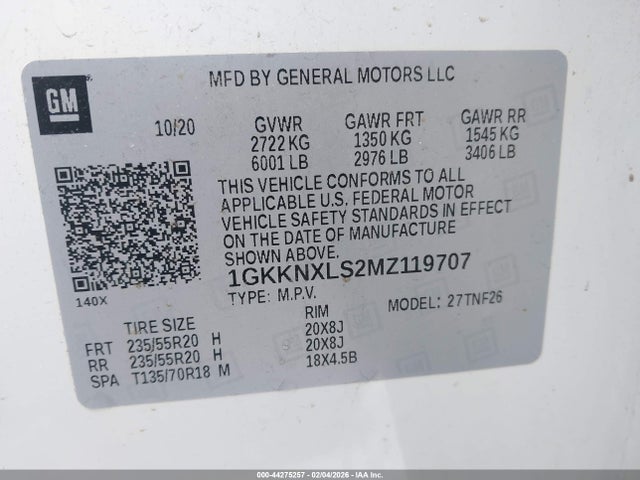 GM
MFD BY GENERAL MOTORS LLC
10/20 GVWR GAWR FRT GAWR RR
2722 KG 1350 KG 1545 KG
6001 LB 2976 LB 3406 LB
THIS VEHICLE CONFORMS TO ALL
APPLICABLE U.S. FEDERAL MOTOR
VEHICLE SAFETY STANDARDS IN EFFECT
ON THE DATE OF MANUFACTURE
SHOWN ABOVE.
1GKKNXLS2MZ119707
140X
TYPE: M.P.V. MODEL: 27TNF26
TIRE SIZE RIM
FRT 235/55R20 H 20X8J
RR 235/55R20 H 20X8J
SPA T135/70R18 M 18X4.5B
000-44275257 - 02/04/2026 - IAA, Inc.